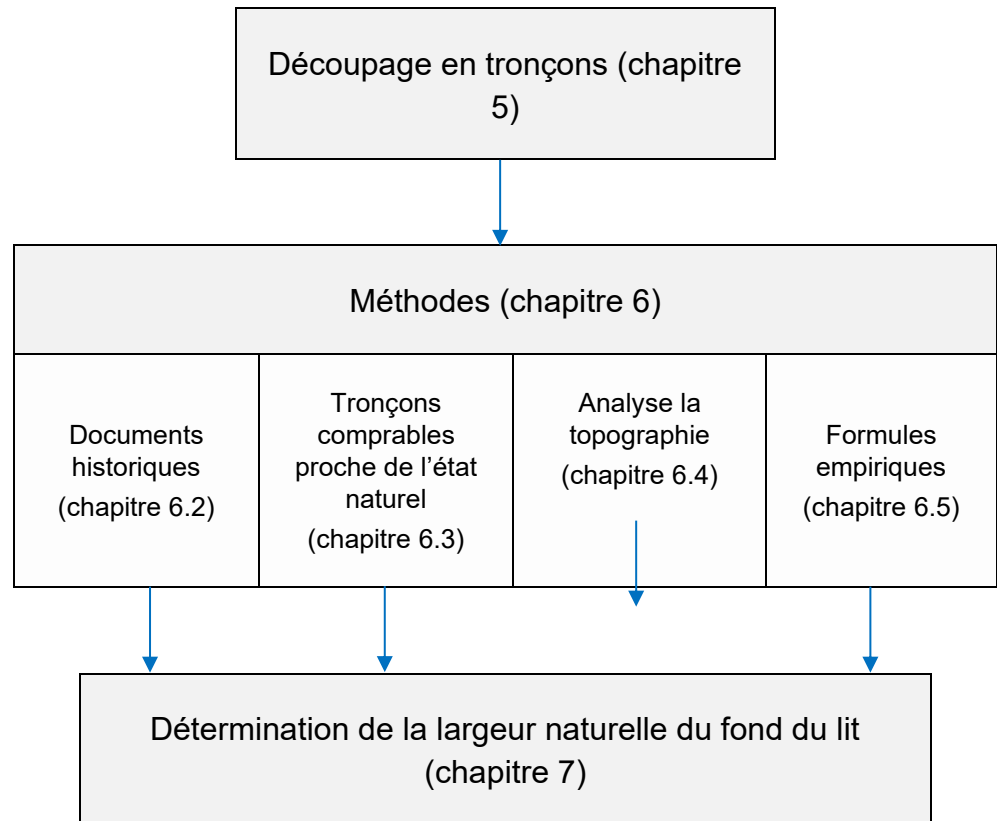 Découpage en tronçons (chapitre
5)
Méthodes (chapitre 6)
Documents
historiques
(chapitre 6.2)
Tronçons
comprables
proche de l’état
naturel
(chapitre 6.3)
Analyse la
topographie
(chapitre 6.4)
Formules
empiriques
(chapitre 6.5)
Détermination de la largeur naturelle du fond du lit
(chapitre 7)